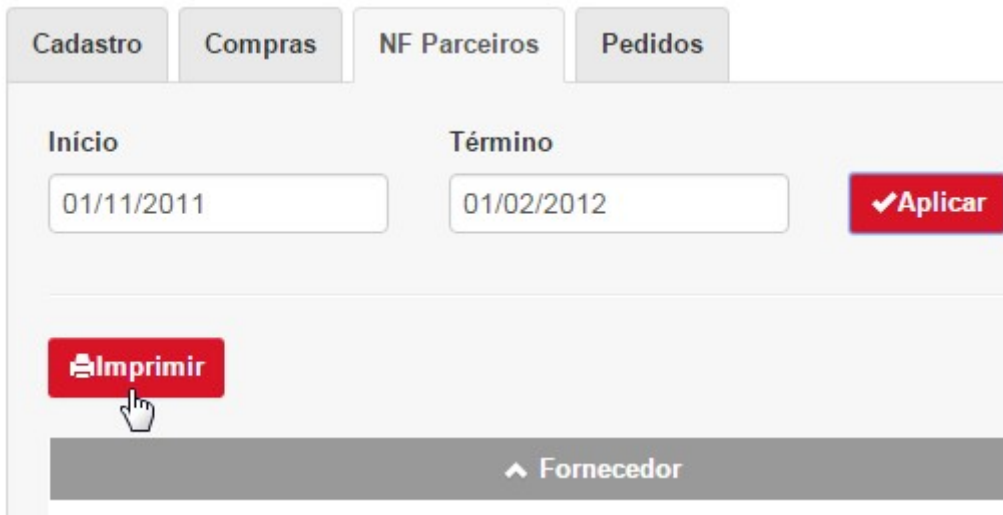 Cadastro Compras NF Parceiros Pedidos
Início Término
01/11/2011 01/02/2012 Aplicar
Imprimir
Fornecedor